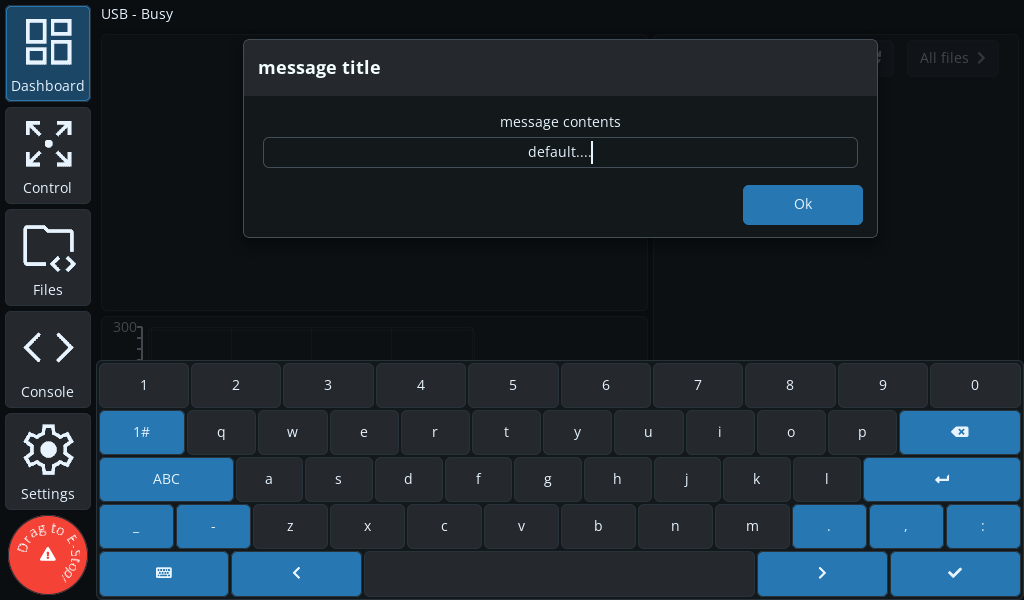 USB - Busy
Dashboard
Control
Files
Console
Settings
Drag to E-Stop!
message title
message contents
default....
Ok
All files
300
1 2 3 4 5 6 7 8 9 0
1# q w e r t y u i o p
ABC a s d f g h j k l
_ - z x c v b n m . , :